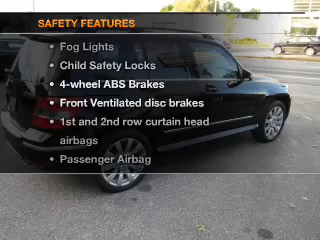 SAFETY FEATURES
• Fog Lights
• Child Safety Locks
• 4-wheel ABS Brakes
• Front Ventilated disc brakes
• 1st and 2nd row curtain head
airbags
• Passenger Airbag